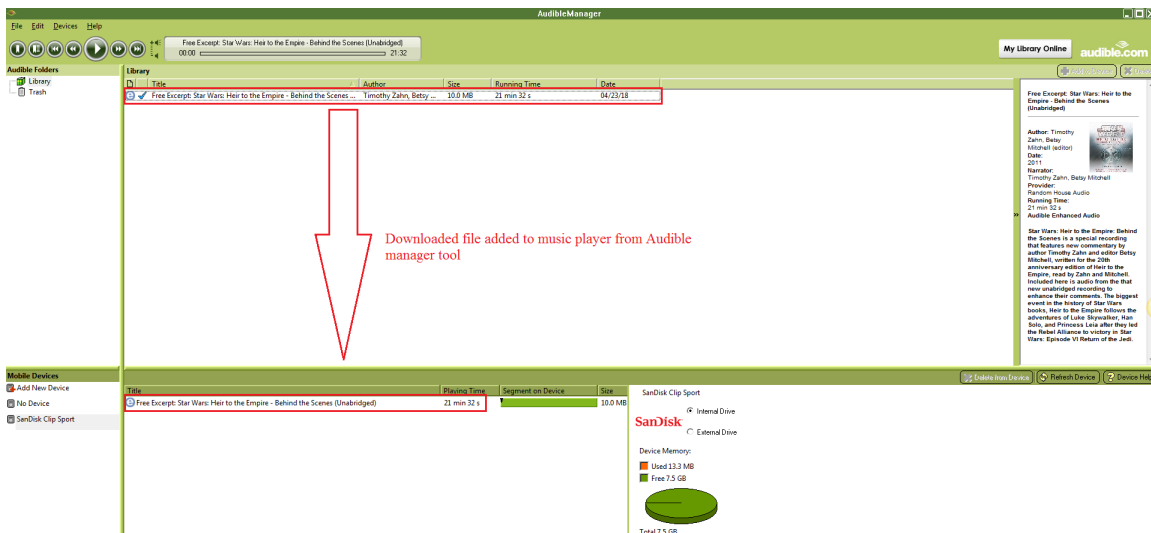 AudibleManager
File Edit Devices Help
Free Excerpt: Star Wars: Heir to the Empire - Behind the Scenes (Unabridged)
00:00 21:32
My Library Online
audible.com
Audible Folders
Library
Trash
Library
Add to Device
Title Author Size Running Time Date
Free Excerpt: Star Wars: Heir to the Empire - Behind the Scenes ... Timothy Zahn, Betsy ... 10.0 MB 21 min 32 s 04/23/18
Downloaded file added to music player from Audible
manager tool
Free Excerpt: Star Wars: Heir to the
Empire - Behind the Scenes
(Unabridged)
Author: Timothy
Zahn, Betsy
Mitchell (editor)
Date:
2011
Narrator:
Timothy Zahn, Betsy Mitchell
Provider:
Random House Audio
Running Time:
21 min 32 s
Audible Enhanced Audio
Star Wars: Heir to the Empire: Behind
the Scenes is a special recording
that features new commentary by
author Timothy Zahn and editor Betsy
Mitchell, written for the 20th
anniversary edition of Heir to the
Empire, read by Zahn and Mitchell.
Included here is audio from the that
new unabridged recording to
enhance their comments. The biggest
event in the history of Star Wars
books, Heir to the Empire follows the
adventures of Luke Skywalker, Han
Solo, and Princess Leia after they led
the Rebel Alliance to victory in Star
Wars: Episode VI Return of the Jedi.
Mobile Devices
Add New Device
No Device
SanDisk Clip Sport
Delete from Device Refresh Device Device Help
Title Playing Time Segment on Device Size
Free Excerpt: Star Wars: Heir to the Empire - Behind the Scenes (Unabridged) 21 min 32 s 10.0 MB
SanDisk Clip Sport
SanDisk
Internal Drive
External Drive
Device Memory:
Used 13.3 MB
Free 7.5 GB
Total 7.5 GB